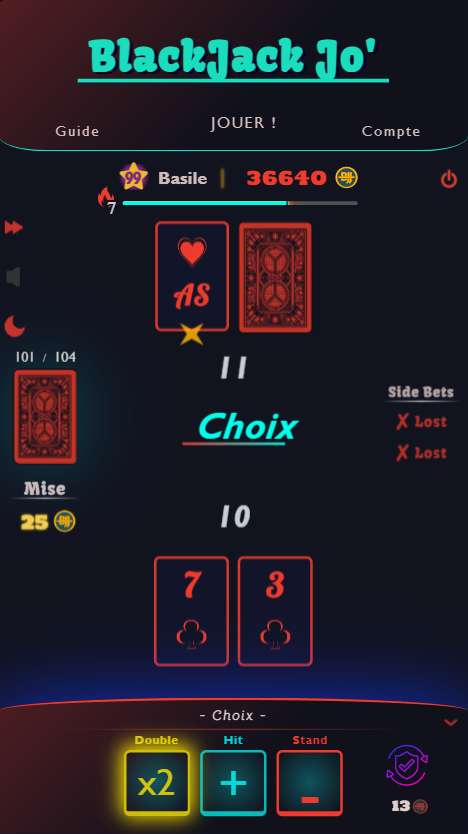 BlackJack Jo'
JOUER !
Guide
Compte
99 Basile | 36640
7
AS
101 / 104
11
Side Bets
Choix
X Lost
X Lost
Mise
25
10
7 3
- Choix -
Double Hit Stand
x2 + -
13